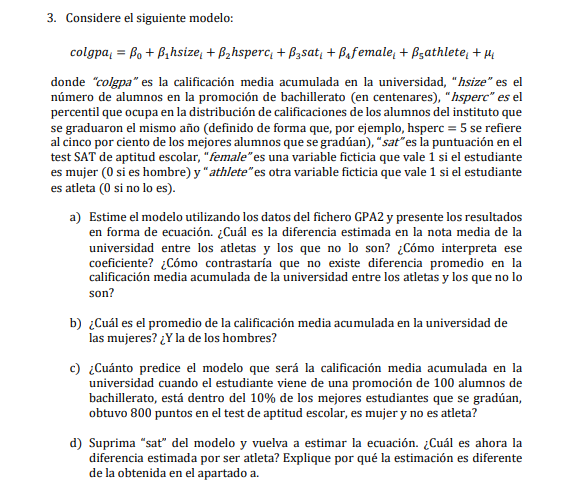 3. Considere el siguiente modelo:
colgpaᵢ = β₀ + β₁hsizeᵢ + β₂hspercᵢ + β₃satᵢ + β₄femaleᵢ + β₅athleteᵢ + μᵢ
donde "colgpa" es la calificación media acumulada en la universidad, "hsize" es el
número de alumnos en la promoción de bachillerato (en centenares), "hsperc" es el
percentil que ocupa en la distribución de calificaciones de los alumnos del instituto que
se graduaron el mismo año (definido de forma que, por ejemplo, hsperc = 5 se refiere
al cinco por ciento de los mejores alumnos que se gradúan), "sat" es la puntuación en el
test SAT de aptitud escolar, "female" es una variable ficticia que vale 1 si el estudiante
es mujer (0 si es hombre) y "athlete" es otra variable ficticia que vale 1 si el estudiante
es atleta (0 si no lo es).
a) Estime el modelo utilizando los datos del fichero GPA2 y presente los resultados
en forma de ecuación. ¿Cuál es la diferencia estimada en la nota media de la
universidad entre los atletas y los que no lo son? ¿Cómo interpreta ese
coeficiente? ¿Cómo contrastaría que no existe diferencia promedio en la
calificación media acumulada de la universidad entre los atletas y los que no lo
son?
b) ¿Cuál es el promedio de la calificación media acumulada en la universidad de
las mujeres? ¿Y la de los hombres?
c) ¿Cuánto predice el modelo que será la calificación media acumulada en la
universidad cuando el estudiante viene de una promoción de 100 alumnos de
bachillerato, está dentro del 10% de los mejores estudiantes que se gradúan,
obtuvo 800 puntos en el test de aptitud escolar, es mujer y no es atleta?
d) Suprima "sat" del modelo y vuelva a estimar la ecuación. ¿Cuál es ahora la
diferencia estimada por ser atleta? Explique por qué la estimación es diferente
de la obtenida en el apartado a.